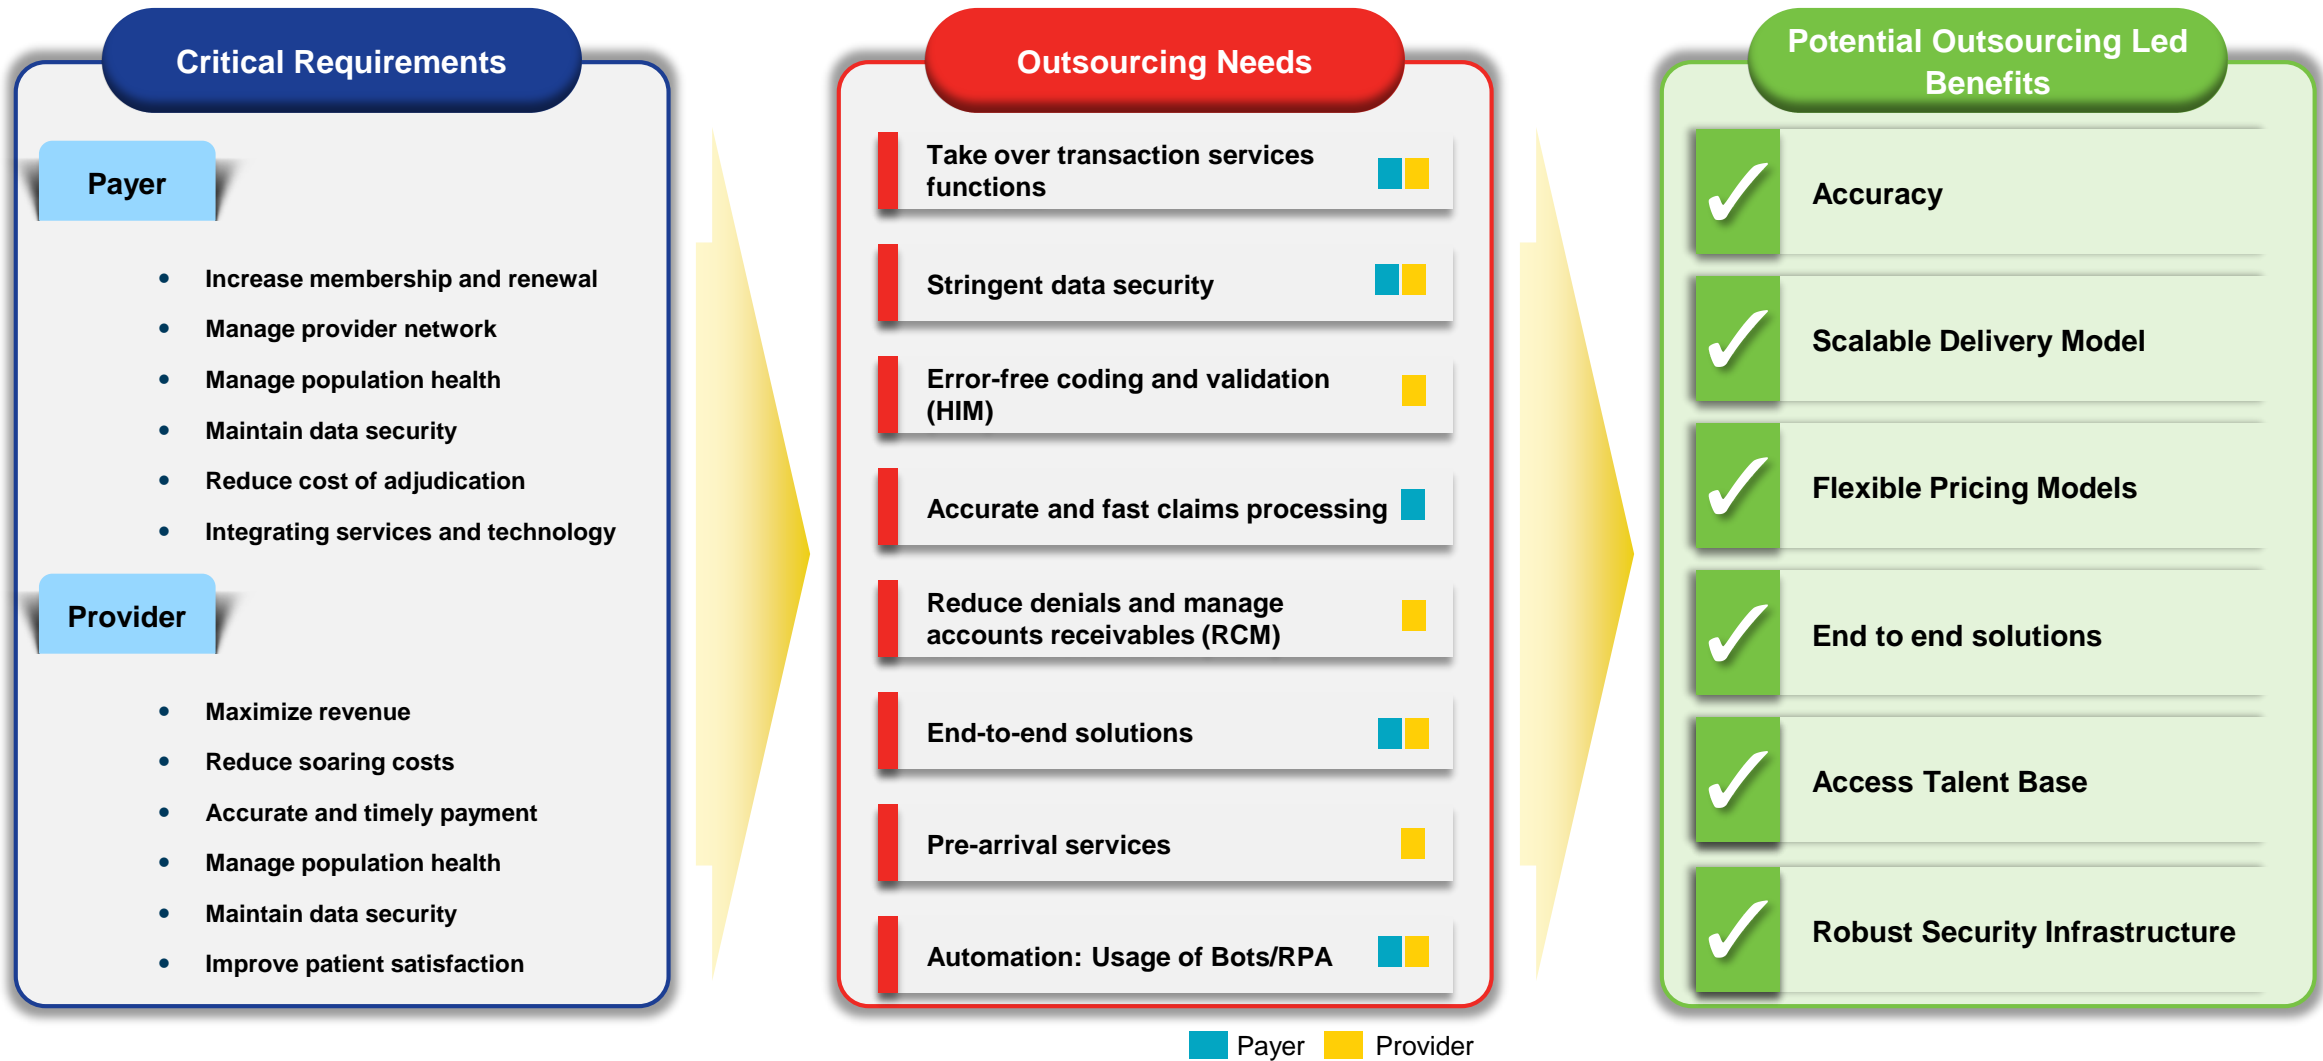 Critical Requirements
Payer
• Increase membership and renewal
• Manage provider network
• Manage population health
• Maintain data security
• Reduce cost of adjudication
• Integrating services and technology
Provider
• Maximize revenue
• Reduce soaring costs
• Accurate and timely payment
• Manage population health
• Maintain data security
• Improve patient satisfaction
Outsourcing Needs
Take over transaction services
functions
Stringent data security
Error-free coding and validation
(HIM)
Accurate and fast claims processing
Reduce denials and manage
accounts receivables (RCM)
End-to-end solutions
Pre-arrival services
Automation: Usage of Bots/RPA
Payer Provider
Potential Outsourcing Led
Benefits
Accuracy
Scalable Delivery Model
Flexible Pricing Models
End to end solutions
Access Talent Base
Robust Security Infrastructure